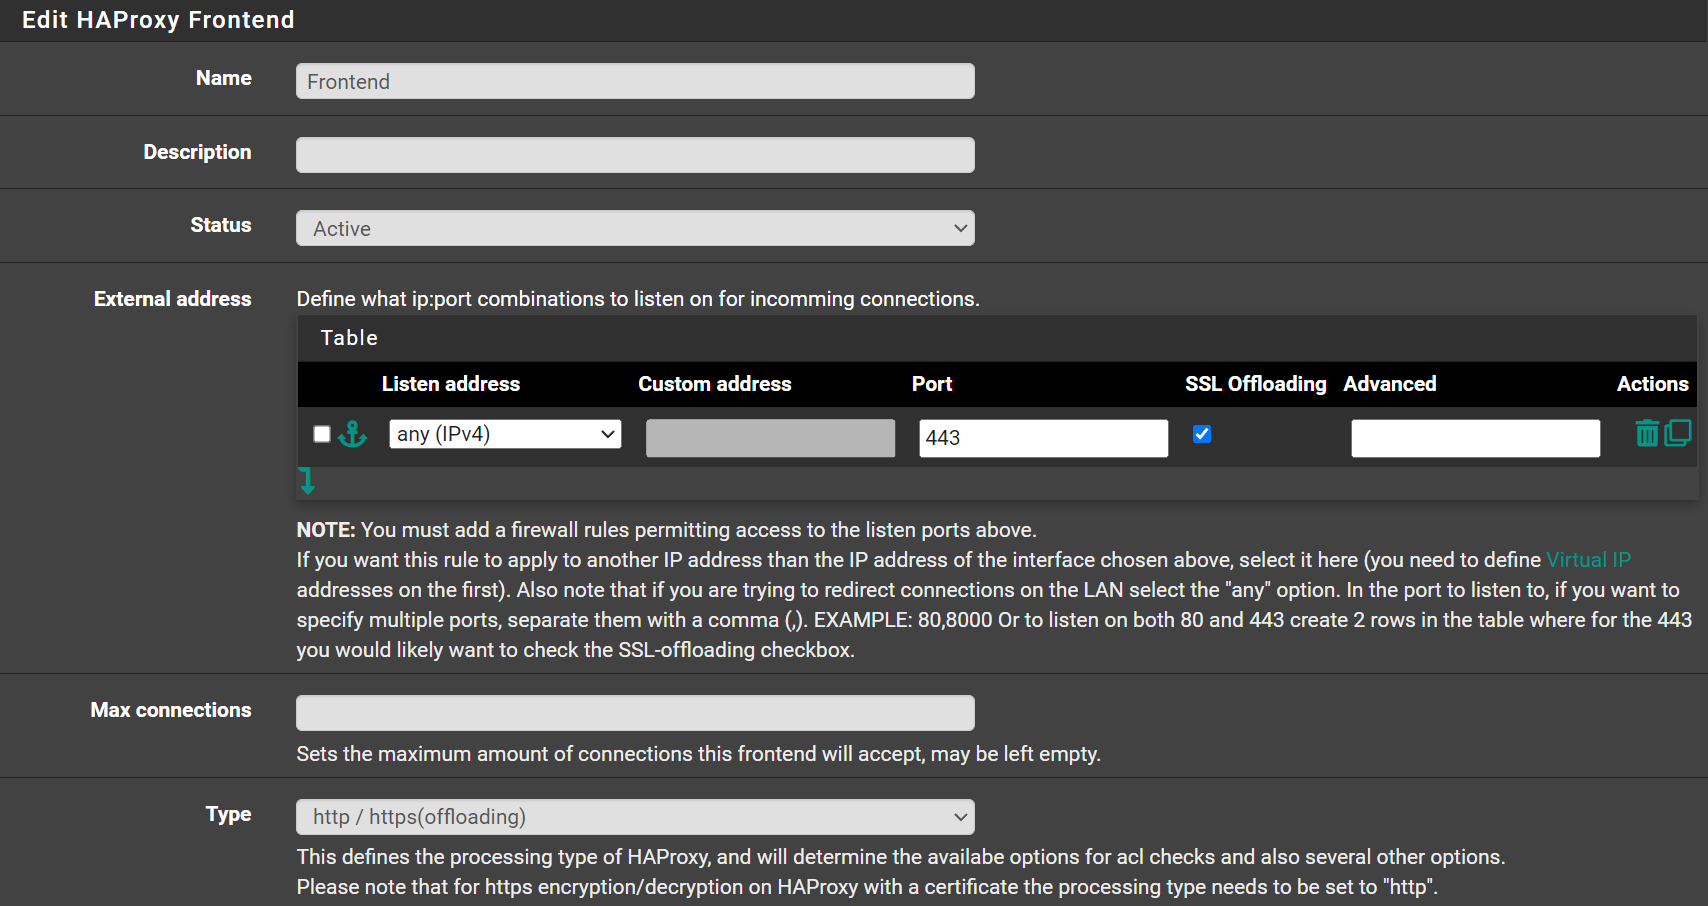 Edit HAProxy Frontend
Name
Frontend
Description
Status
Active
External address
Define what ip:port combinations to listen on for incomming connections.
Table
Listen address Custom address Port SSL Offloading Advanced Actions
any (IPv4) 443
NOTE: You must add a firewall rules permitting access to the listen ports above.
If you want this rule to apply to another IP address than the IP address of the interface chosen above, select it here (you need to define Virtual IP
addresses on the first). Also note that if you are trying to redirect connections on the LAN select the "any" option. In the port to listen to, if you want to
specify multiple ports, separate them with a comma (,). EXAMPLE: 80,8000 Or to listen on both 80 and 443 create 2 rows in the table where for the 443
you would likely want to check the SSL-offloading checkbox.
Max connections
Sets the maximum amount of connections this frontend will accept, may be left empty.
Type
http / https(offloading)
This defines the processing type of HAProxy, and will determine the availabe options for acl checks and also several other options.
Please note that for https encryption/decryption on HAProxy with a certificate the processing type needs to be set to "http".